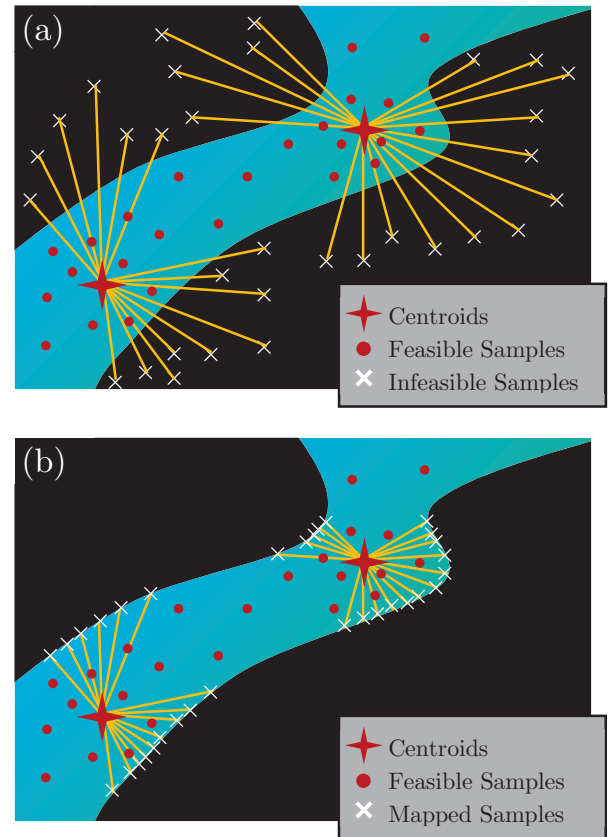 (a)
Centroids
Feasible Samples
Infeasible Samples
(b)
Centroids
Feasible Samples
Mapped Samples